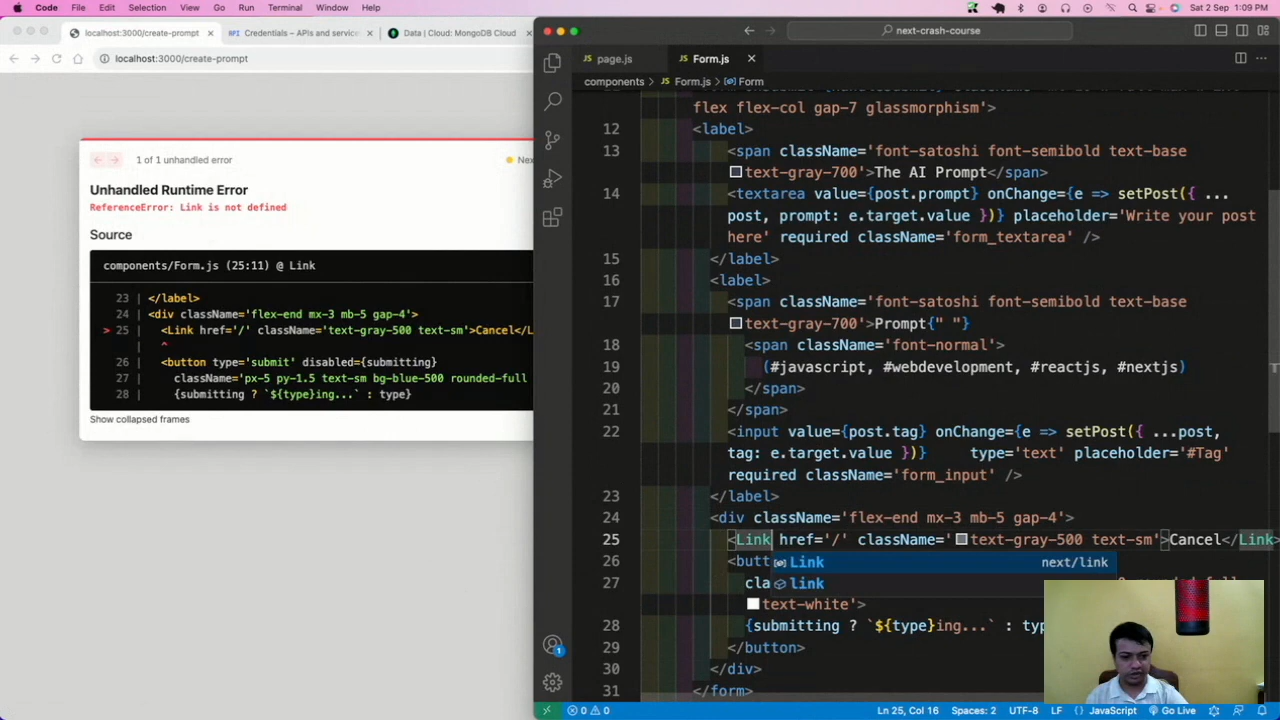 Code File Edit Selection View Go Run Terminal Window Help
Sat 2 Sep 1:09 PM
localhost:3000/create-prompt
API Credentials – APIs and service
Data | Cloud: MongoDB Cloud
localhost:3000/create-prompt
1 of 1 unhandled error
Nex
Unhandled Runtime Error
ReferenceError: Link is not defined
Source
components/Form.js (25:11) @ Link
23 | </label>
24 | <div className='flex-end mx-3 mb-5 gap-4'>
> 25 | <Link href='/' className='text-gray-500 text-sm'>Cancel</L
| ^
26 | <button type='submit' disabled={submitting}
27 | className='px-5 py-1.5 text-sm bg-blue-500 rounded-full
28 | {submitting ? `${type}ing...` : type}
Show collapsed frames
next-crash-course
JS page.js
JS Form.js
components > JS Form.js > Form
flex flex-col gap-7 glassmorphism'>
12 <label>
13 <span className='font-satoshi font-semibold text-base
text-gray-700'>The AI Prompt</span>
14 <textarea value={post.prompt} onChange={e => setPost({ ...
post, prompt: e.target.value })} placeholder='Write your post
here' required className='form_textarea' />
15 </label>
16 <label>
17 <span className='font-satoshi font-semibold text-base
text-gray-700'>Prompt{" "}
18 <span className='font-normal'>
19 (#javascript, #webdevelopment, #reactjs, #nextjs)
20 </span>
21 </span>
22 <input value={post.tag} onChange={e => setPost({ ...post,
tag: e.target.value })} type='text' placeholder='#Tag'
required className='form_input' />
23 </label>
24 <div className='flex-end mx-3 mb-5 gap-4'>
25 <Link href='/' className='text-gray-500 text-sm'>Cancel</Link>
26 <butt
Link next/link
27 cla
link
text-white'>
28 {submitting ? `${type}ing...` : typ
29 </button>
30 </div>
31 </form>
1
0 0
Ln 25, Col 16 Spaces: 2 UTF-8 LF {} JavaScript Go Live